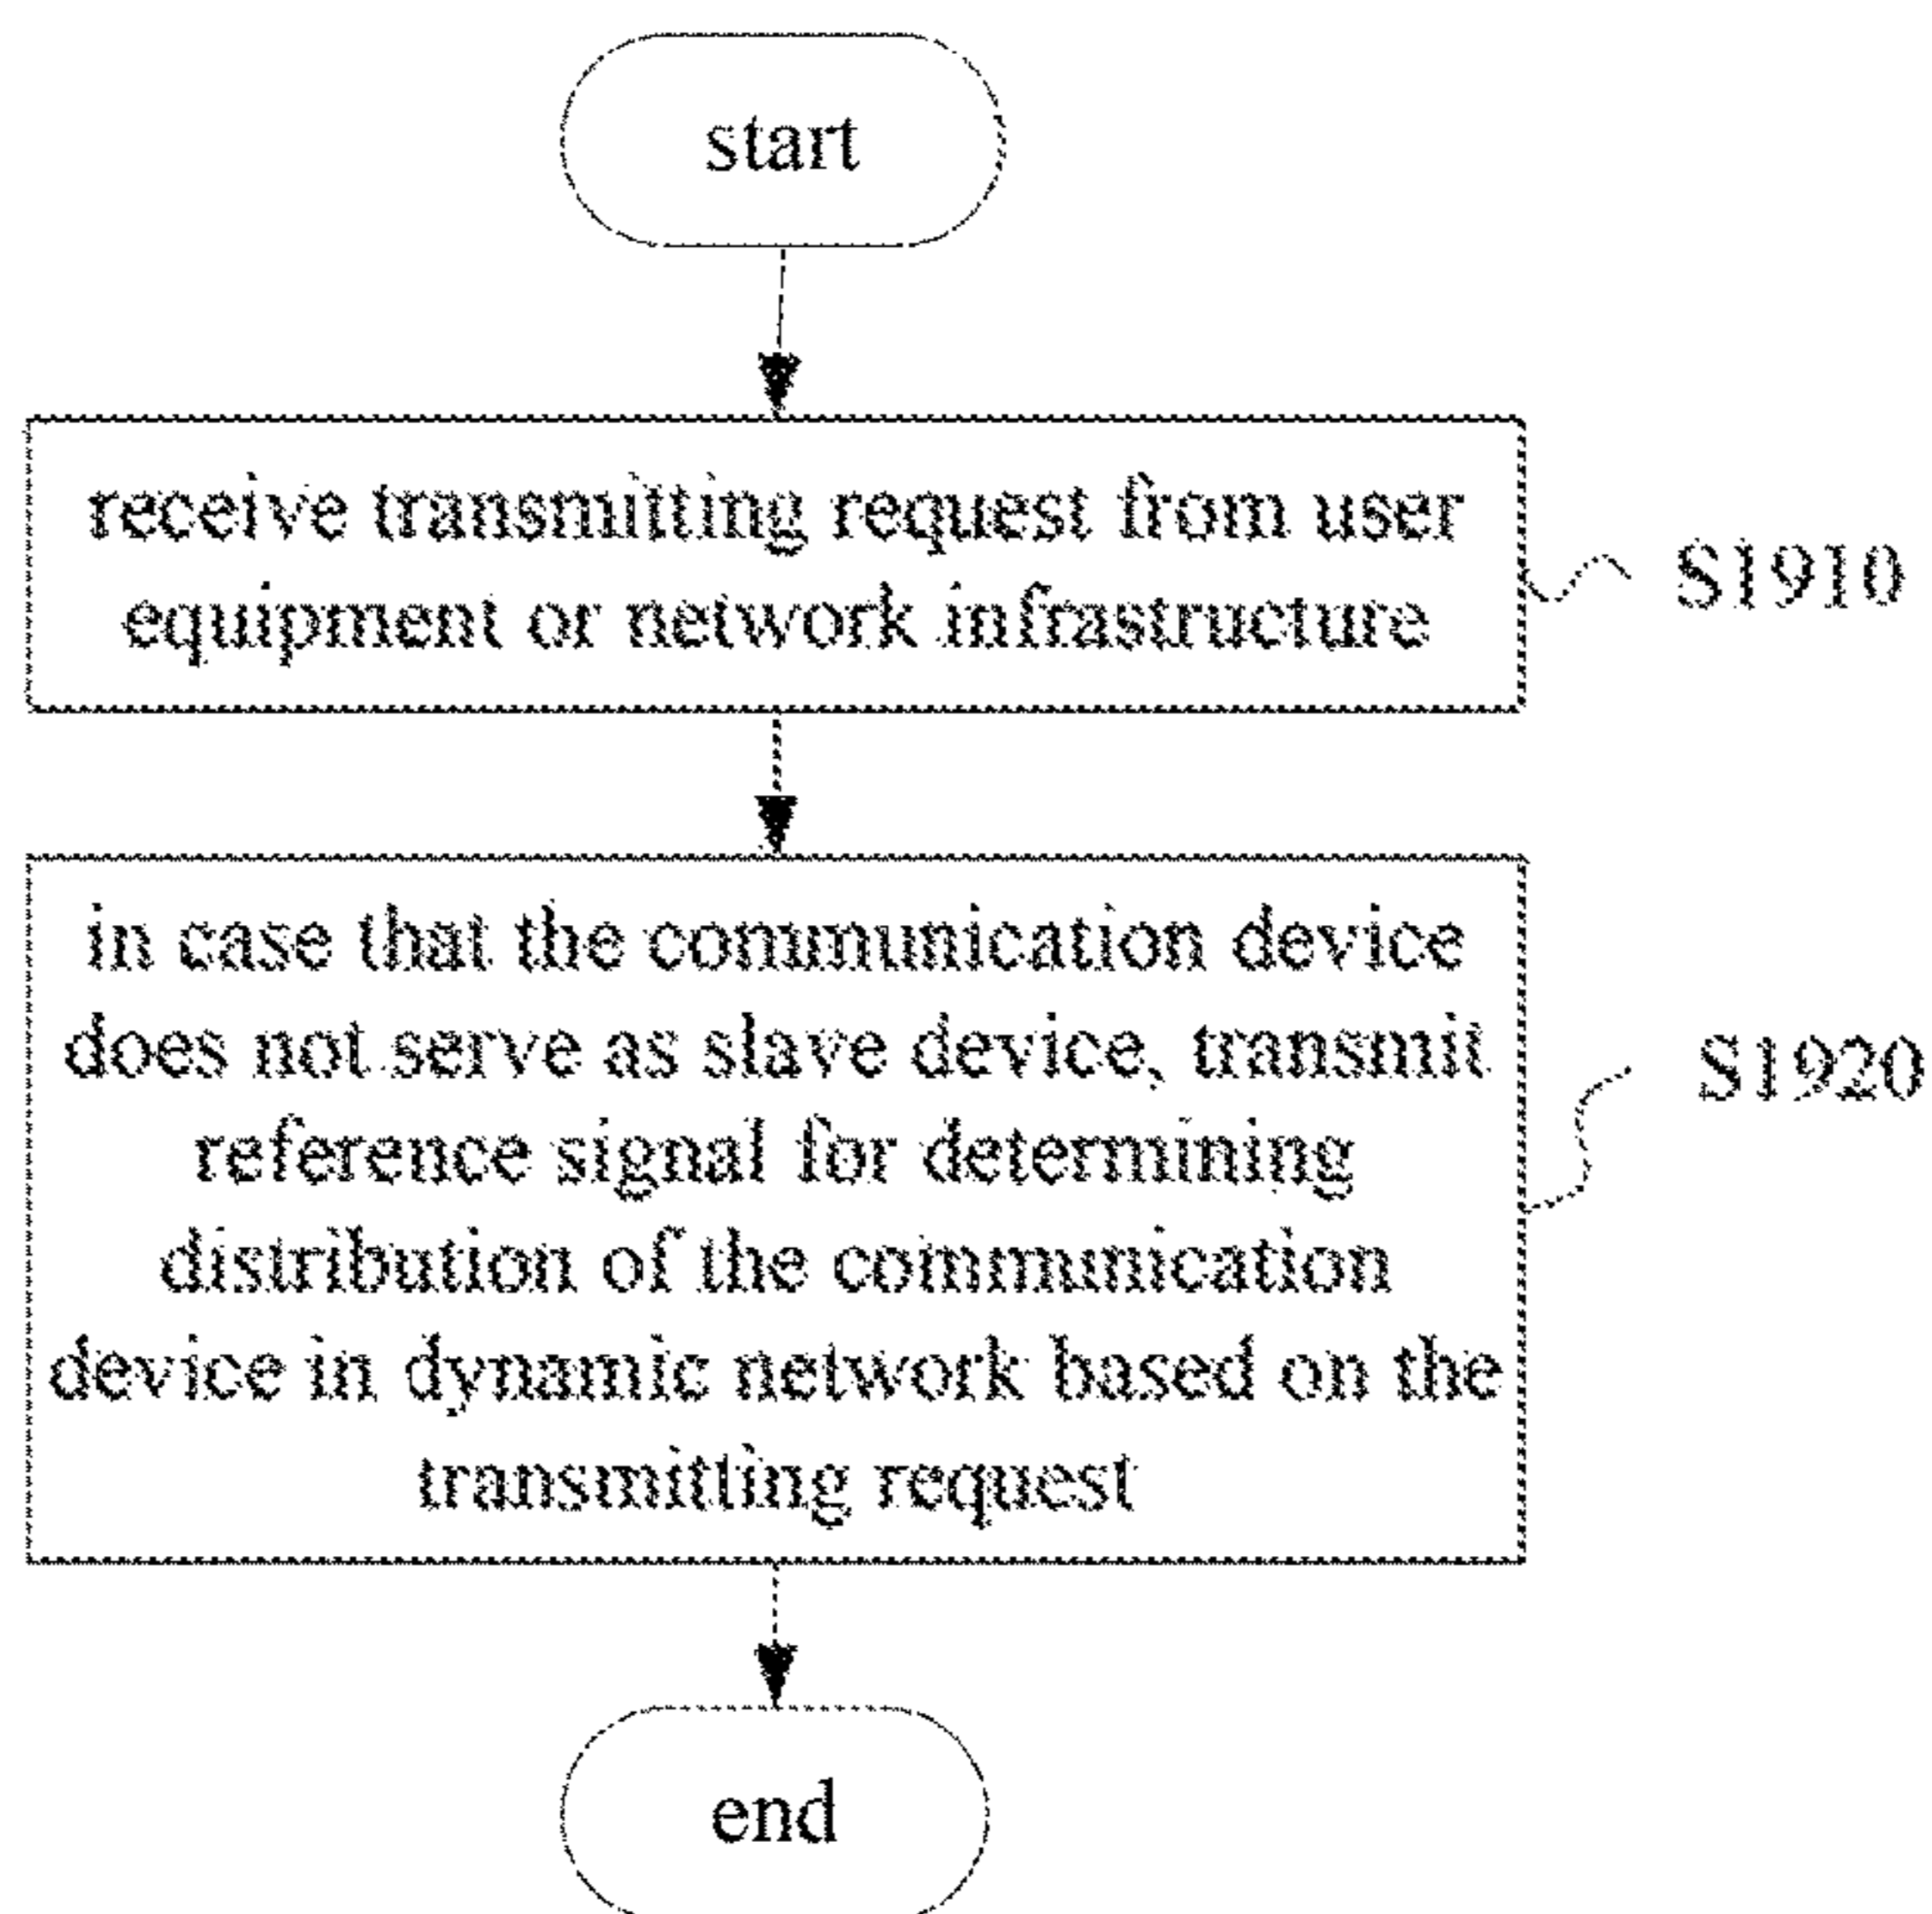 start
receive transmitting request from user
equipment or network infrastructure
S1910
in case that the communication device
does not serve as slave device, transmit
reference signal for determining
distribution of the communication
device in dynamic network based on the
transmitting request
S1920
end